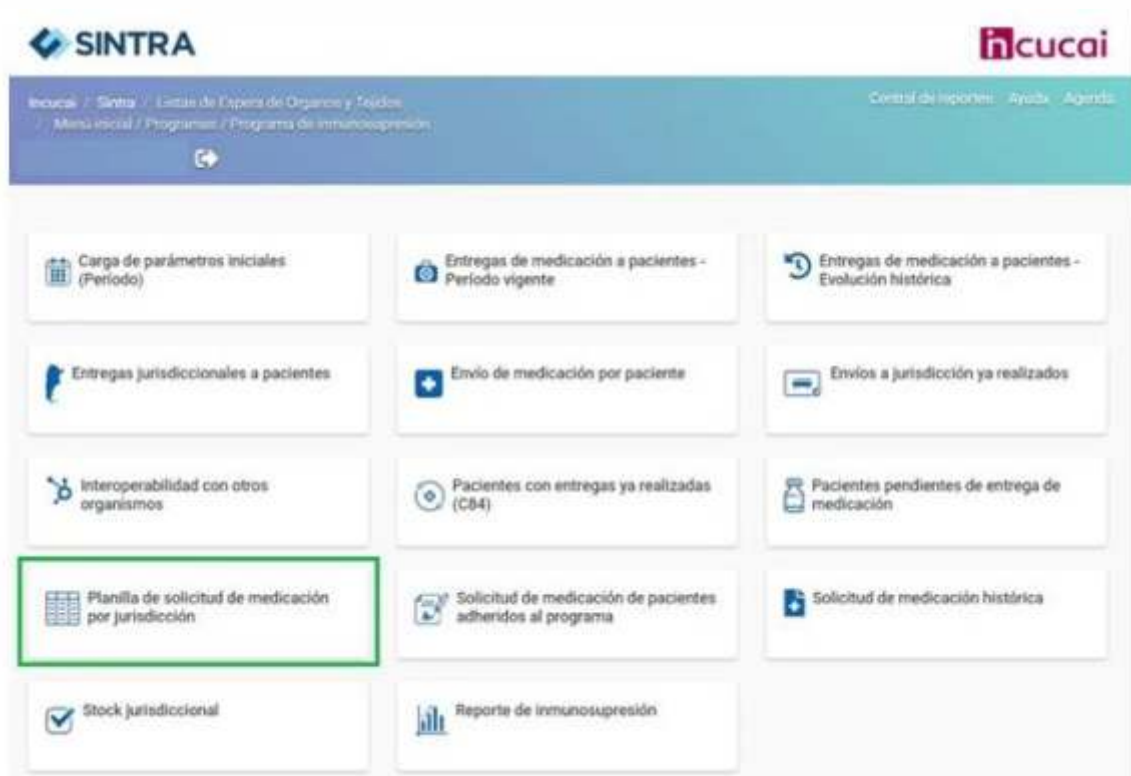 SINTRA
incucai
Incucai / Sintra / Listas de Espera de Organos y Tejidos
/ Menú inicial / Programas / Programa de inmunosupresión
Central de reportes Ayuda Agenda
Carga de parámetros iniciales
(Período)
Entregas de medicación a pacientes -
Período vigente
Entregas de medicación a pacientes -
Evolución histórica
Entregas jurisdiccionales a pacientes
Envío de medicación por paciente
Envíos a jurisdicción ya realizados
Interoperabilidad con otros
organismos
Pacientes con entregas ya realizadas
(C84)
Pacientes pendientes de entrega de
medicación
Planilla de solicitud de medicación
por jurisdicción
Solicitud de medicación de pacientes
adheridos al programa
Solicitud de medicación histórica
Stock jurisdiccional
Reporte de inmunosupresión